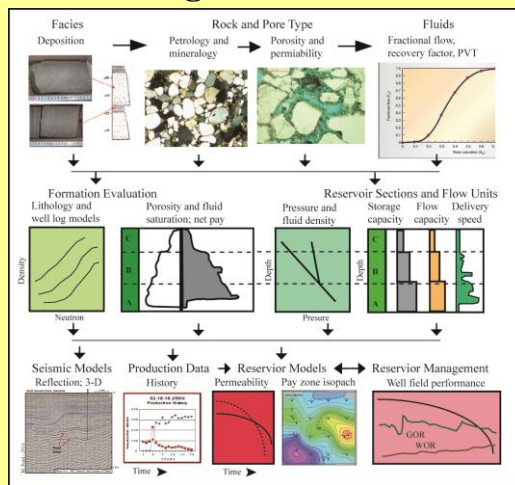 Facies
Rock and Pore Type
Fluids
Deposition
Petrology and
mineralogy
Porosity and
permiability
Fractional flow,
recovery factor, PVT
Formation Evaluation
Reservoir Sections and Flow Units
Lithology and
well log models
Porosity and fluid
saturation; net pay
Pressure and
fluid density
Storage
capacity
Flow
capacity
Delivery
speed
Density
Neutron
C
B
A
Depth
Presure
Depth
C
B
A
Seismic Models
Production Data
Reservior Models
Reservior Management
Reflection; 3-D
History
Permeability
Pay zone isopach
Well field performance
Production History
Time
Time
GOR
WOR